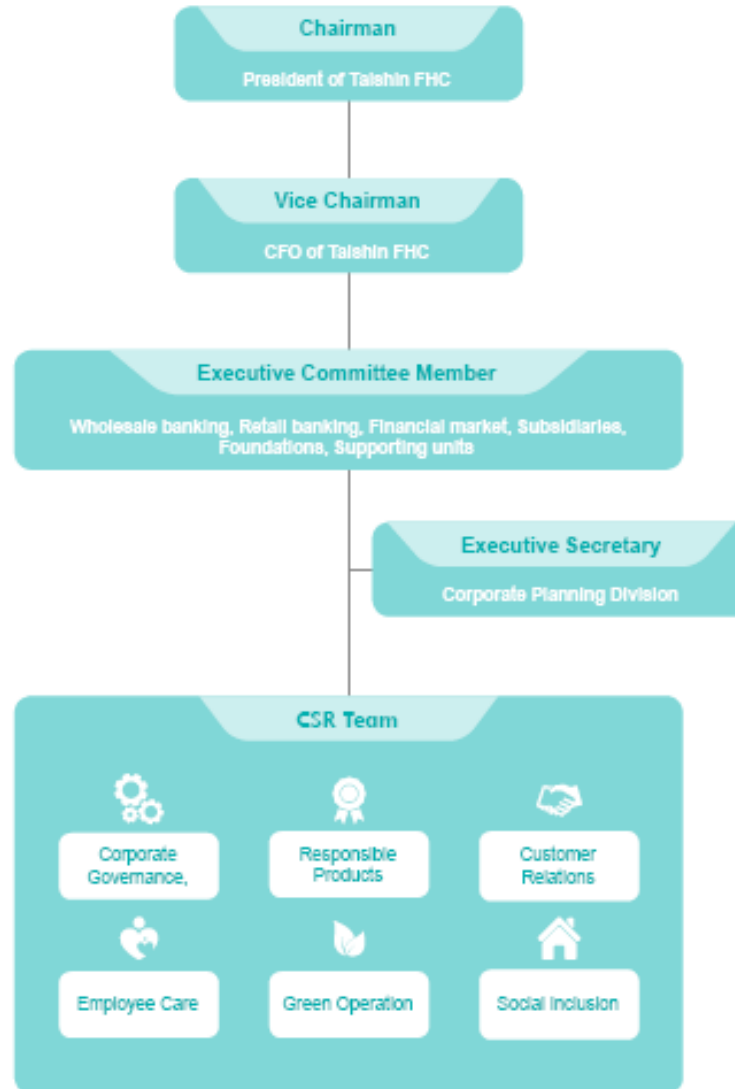 Chairman
President of Taishin FHC
Vice Chairman
CFO of Taishin FHC
Executive Committee Member
Wholesale banking, Retail banking, Financial market, Subsidiaries,
Foundations, Supporting units
Executive Secretary
Corporate Planning Division
CSR Team
Corporate
Governance,
Responsible
Products
Customer
Relations
Employee Care
Green Operation
Social Inclusion